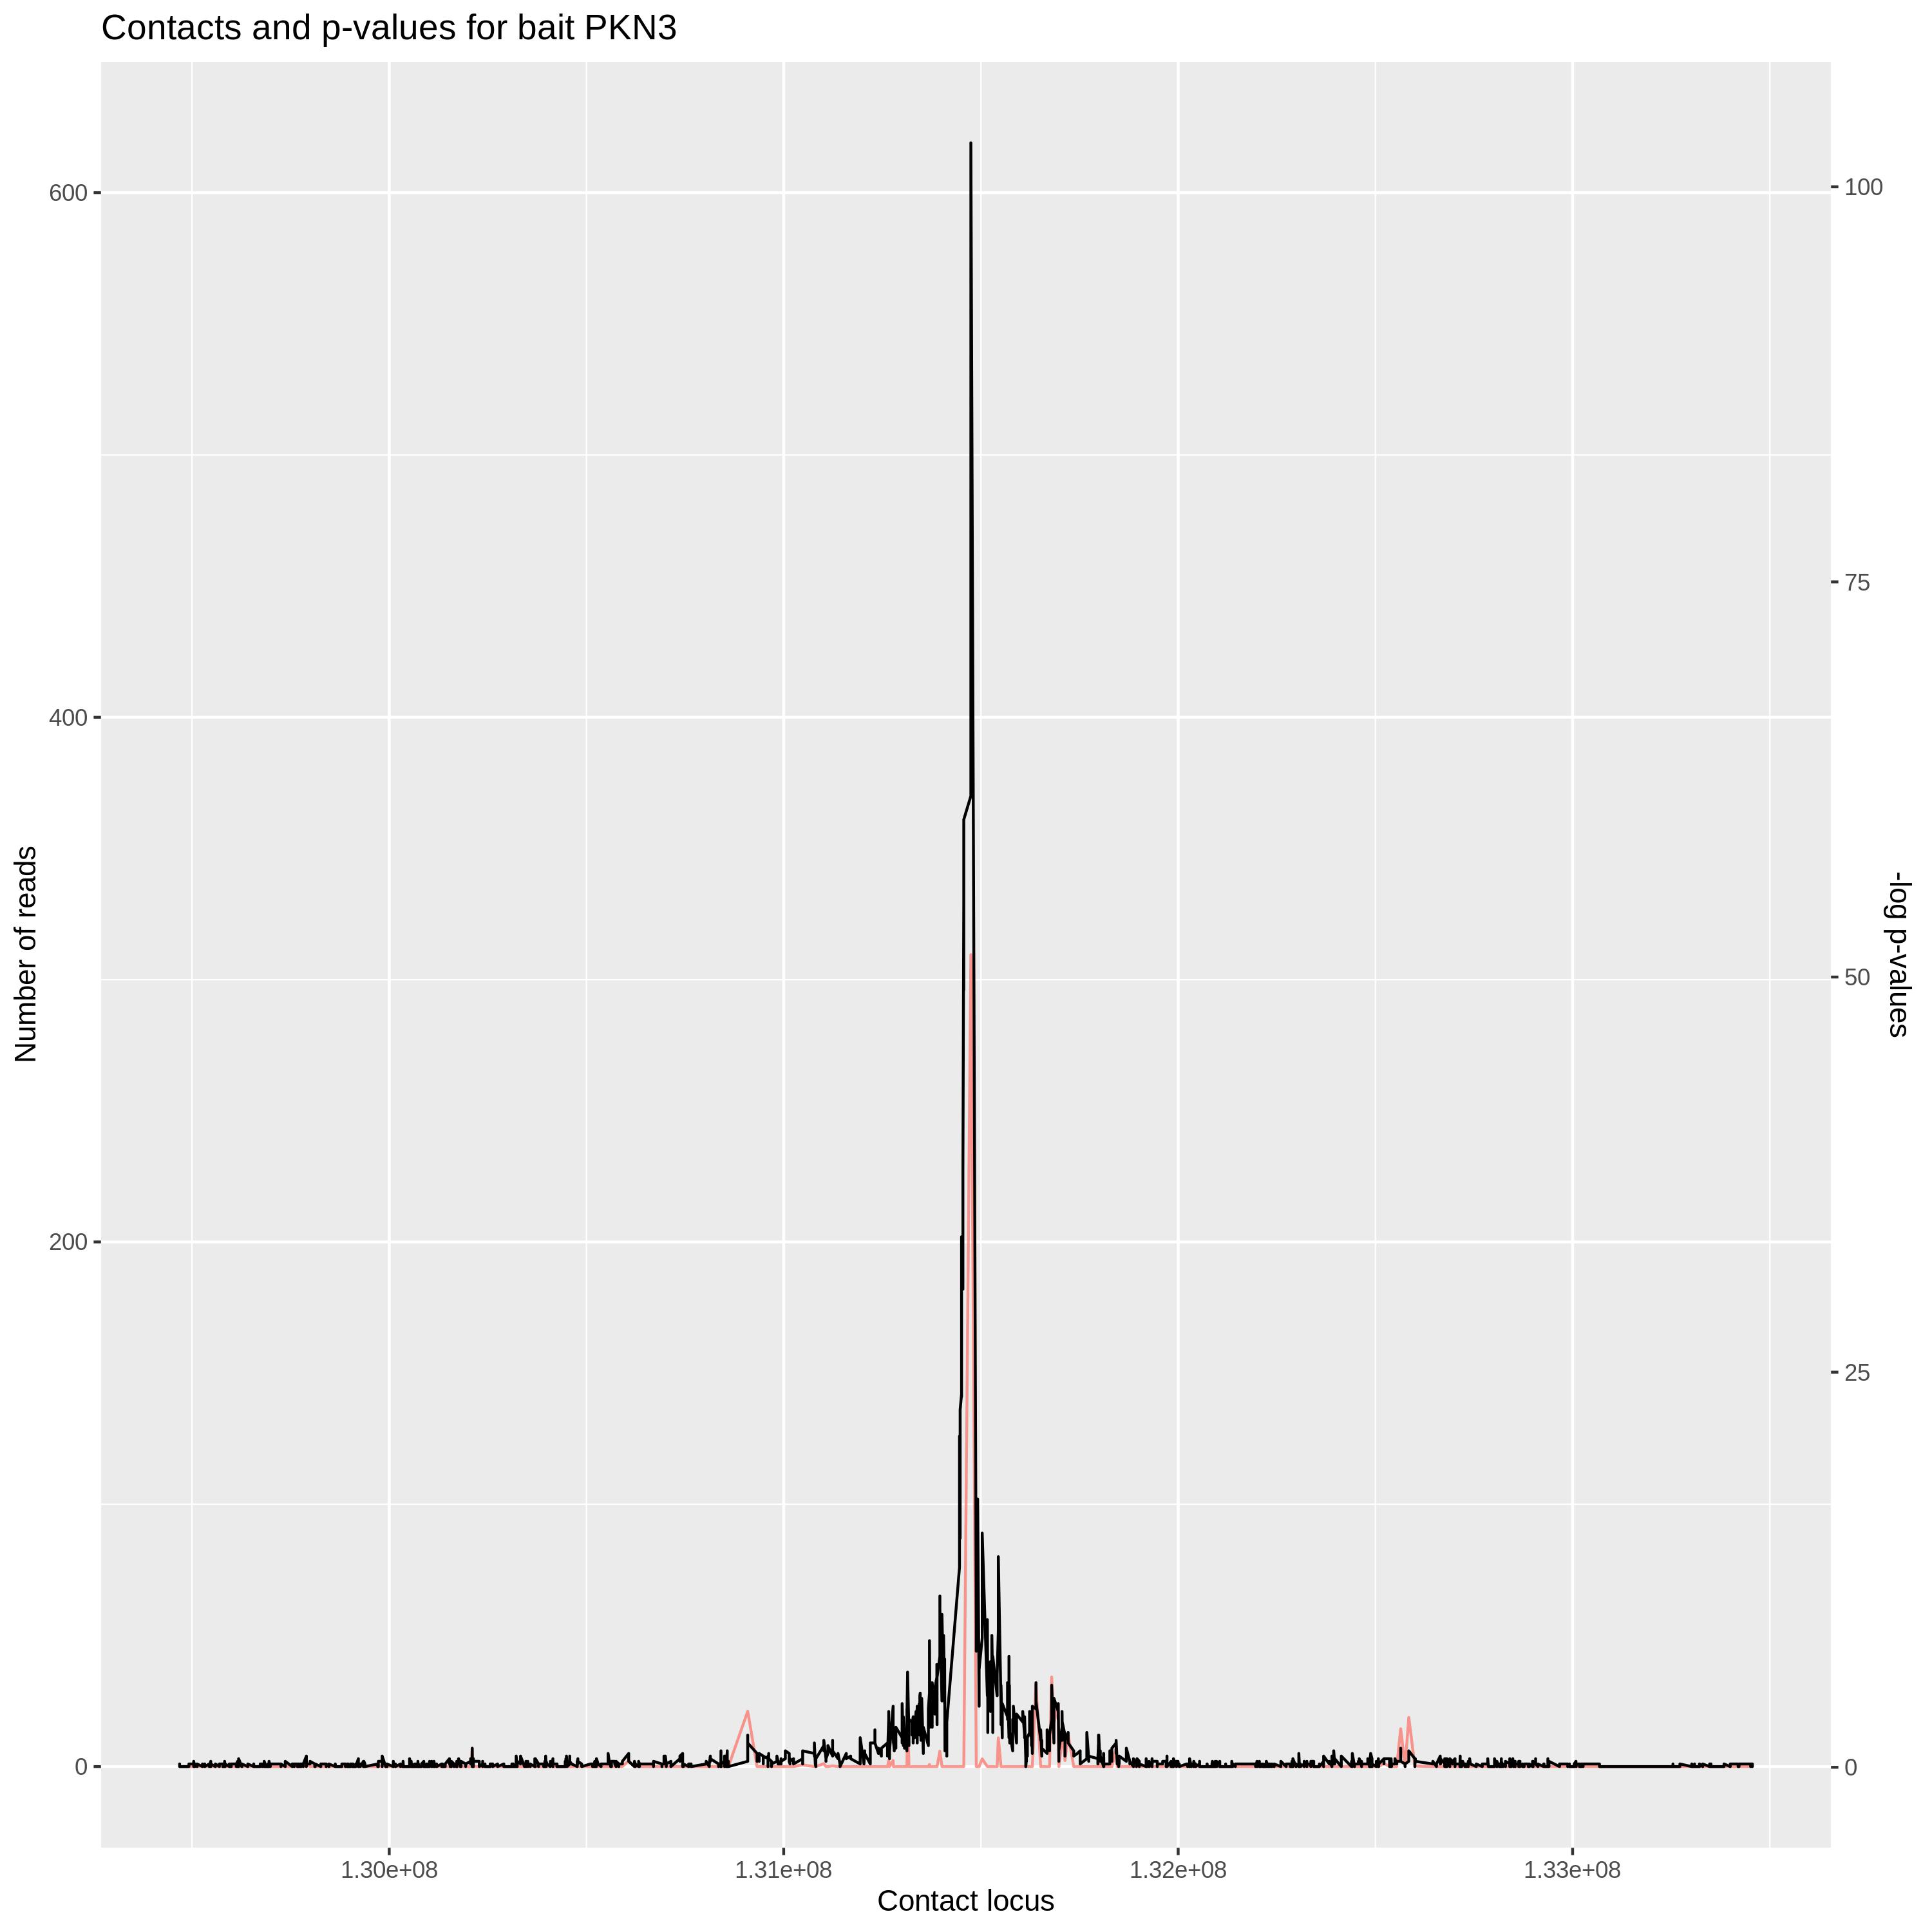 Contacts and p-values for bait PKN3
600
400
200
0
Number of reads
100
75
50
25
0
-log p-values
1.30e+08
1.31e+08
1.32e+08
1.33e+08
Contact locus